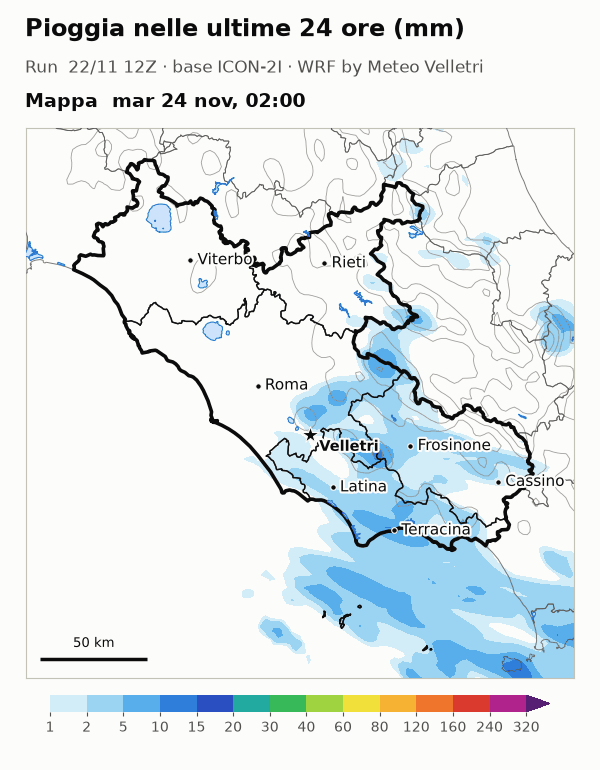 Pioggia nelle ultime 24 ore (mm)
Run  22/11 12Z · base ICON-2I · WRF by Meteo Velletri
Mappa  mar 24 nov, 02:00
Viterbo
Rieti
Roma
Velletri
Frosinone
Cassino
Latina
Terracina
50 km
1 2 5 10 15 20 30 40 60 80 120 160 240 320